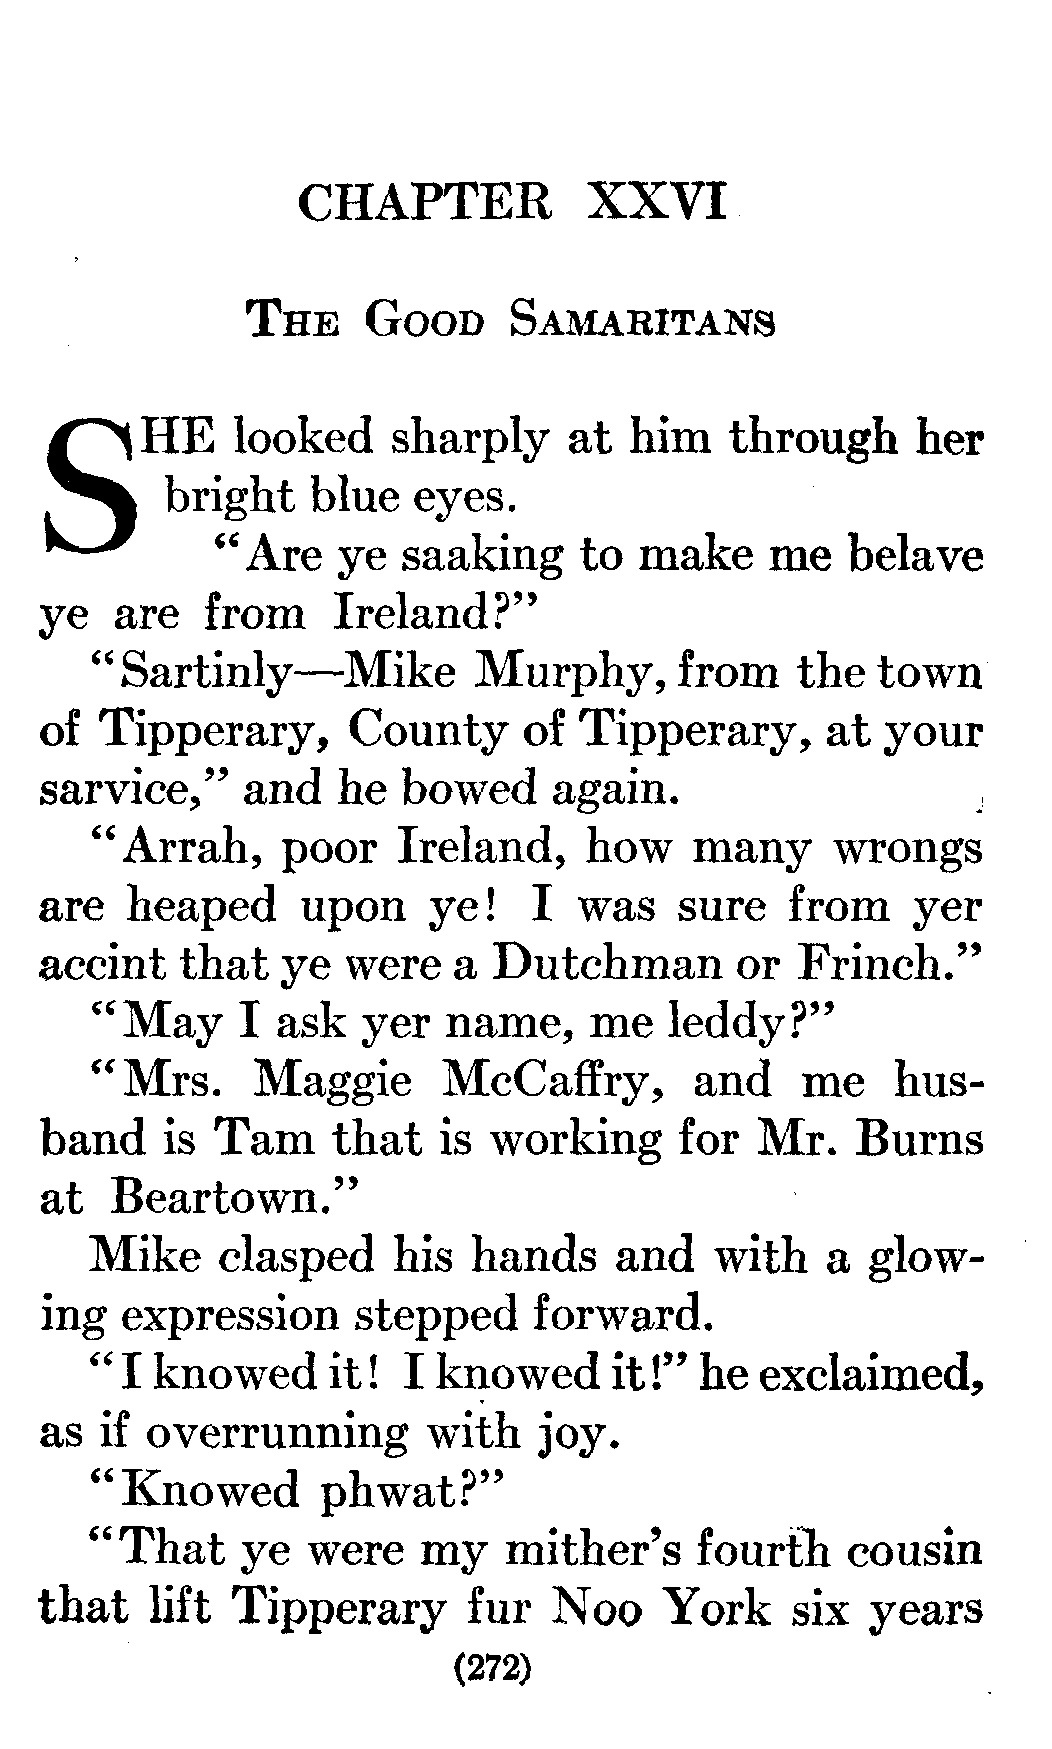 CHAPTER XXVI
THE GOOD SAMARITANS
SHE looked sharply at him through her
bright blue eyes.
"Are ye saaking to make me belave
ye are from Ireland?"
"Sartinly—Mike Murphy, from the town
of Tipperary, County of Tipperary, at your
sarvice," and he bowed again.
"Arrah, poor Ireland, how many wrongs
are heaped upon ye! I was sure from yer
accint that ye were a Dutchman or Frinch."
"May I ask yer name, me leddy?"
"Mrs. Maggie McCaffry, and me hus-
band is Tam that is working for Mr. Burns
at Beartown."
Mike clasped his hands and with a glow-
ing expression stepped forward.
"I knowed it! I knowed it!" he exclaimed,
as if overrunning with joy.
"Knowed phwat?"
"That ye were my mither's fourth cousin
that lift Tipperary fur Noo York six years
(272)